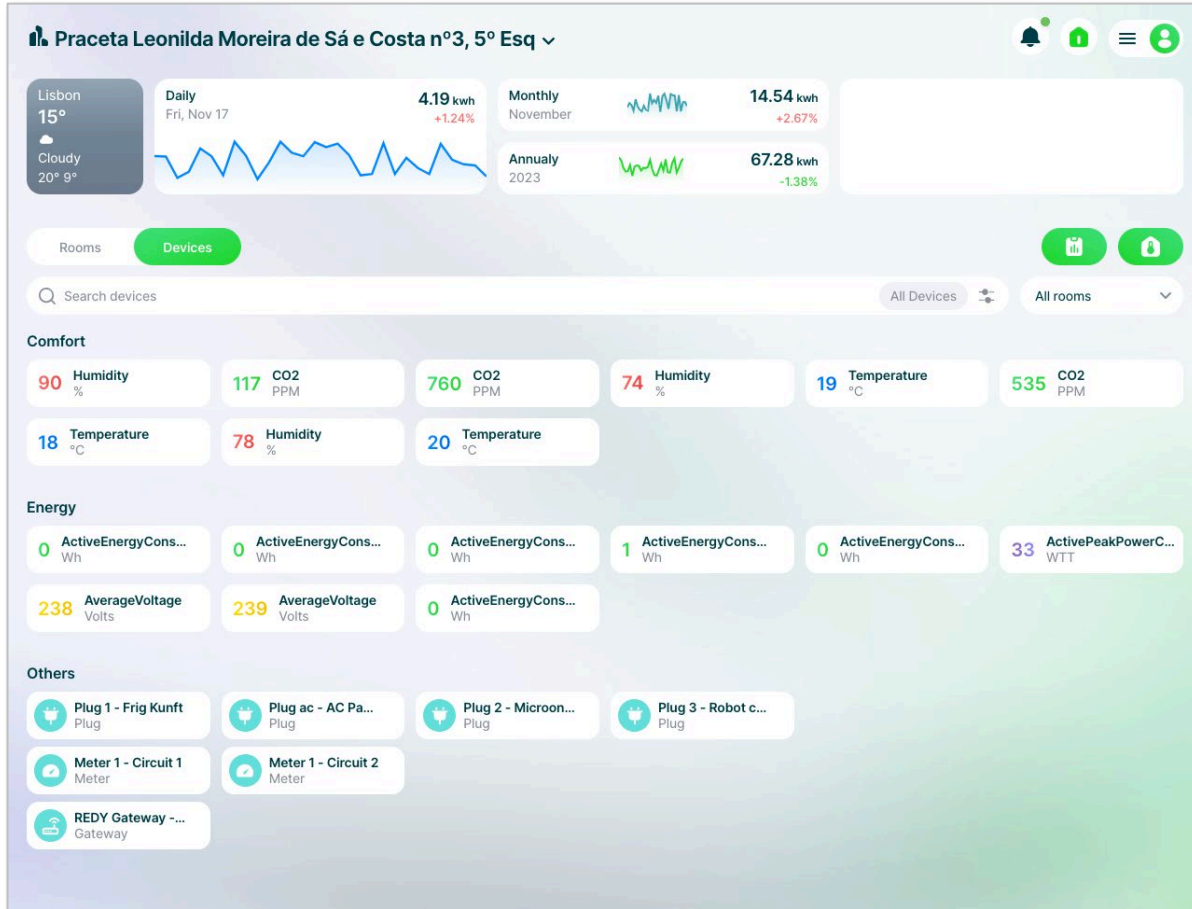 Praceta Leonilda Moreira de Sá e Costa nº3, 5º Esq
Lisbon
15°
Cloudy
20° 9°
Daily
Fri, Nov 17
4.19 kwh
+1.24%
Monthly
November
14.54 kwh
+2.67%
Annualy
2023
67.28 kwh
-1.38%
Rooms
Devices
Search devices
All Devices
All rooms
Comfort
90 Humidity
%
117 CO2
PPM
760 CO2
PPM
74 Humidity
%
19 Temperature
°C
535 CO2
PPM
18 Temperature
°C
78 Humidity
%
20 Temperature
°C
Energy
0 ActiveEnergyCons...
Wh
0 ActiveEnergyCons...
Wh
0 ActiveEnergyCons...
Wh
1 ActiveEnergyCons...
Wh
0 ActiveEnergyCons...
Wh
33 ActivePeakPowerC...
WTT
238 AverageVoltage
Volts
239 AverageVoltage
Volts
0 ActiveEnergyCons...
Wh
Others
Plug 1 - Frig Kunft
Plug
Plug ac - AC Pa...
Plug
Plug 2 - Microon...
Plug
Plug 3 - Robot c...
Plug
Meter 1 - Circuit 1
Meter
Meter 1 - Circuit 2
Meter
REDY Gateway -...
Gateway